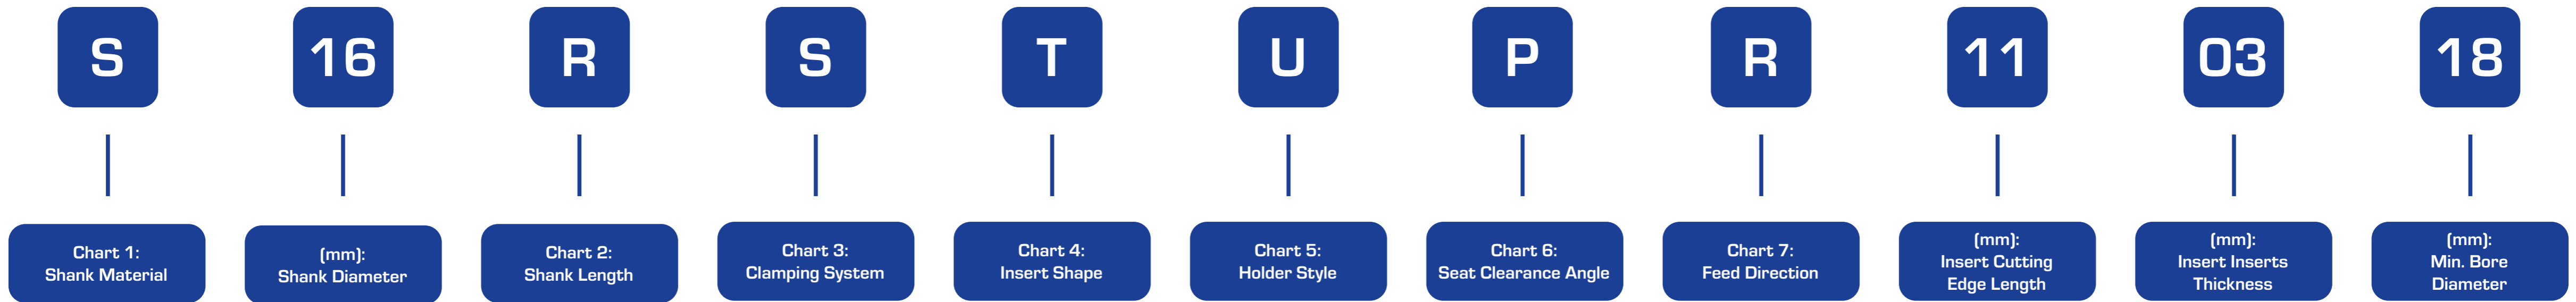 S 16 R S T U P R 11 03 18
Chart 1:
Shank Material
(mm):
Shank Diameter
Chart 2:
Shank Length
Chart 3:
Clamping System
Chart 4:
Insert Shape
Chart 5:
Holder Style
Chart 6:
Seat Clearance Angle
Chart 7:
Feed Direction
(mm):
Insert Cutting
Edge Length
(mm):
Insert Inserts
Thickness
(mm):
Min. Bore
Diameter